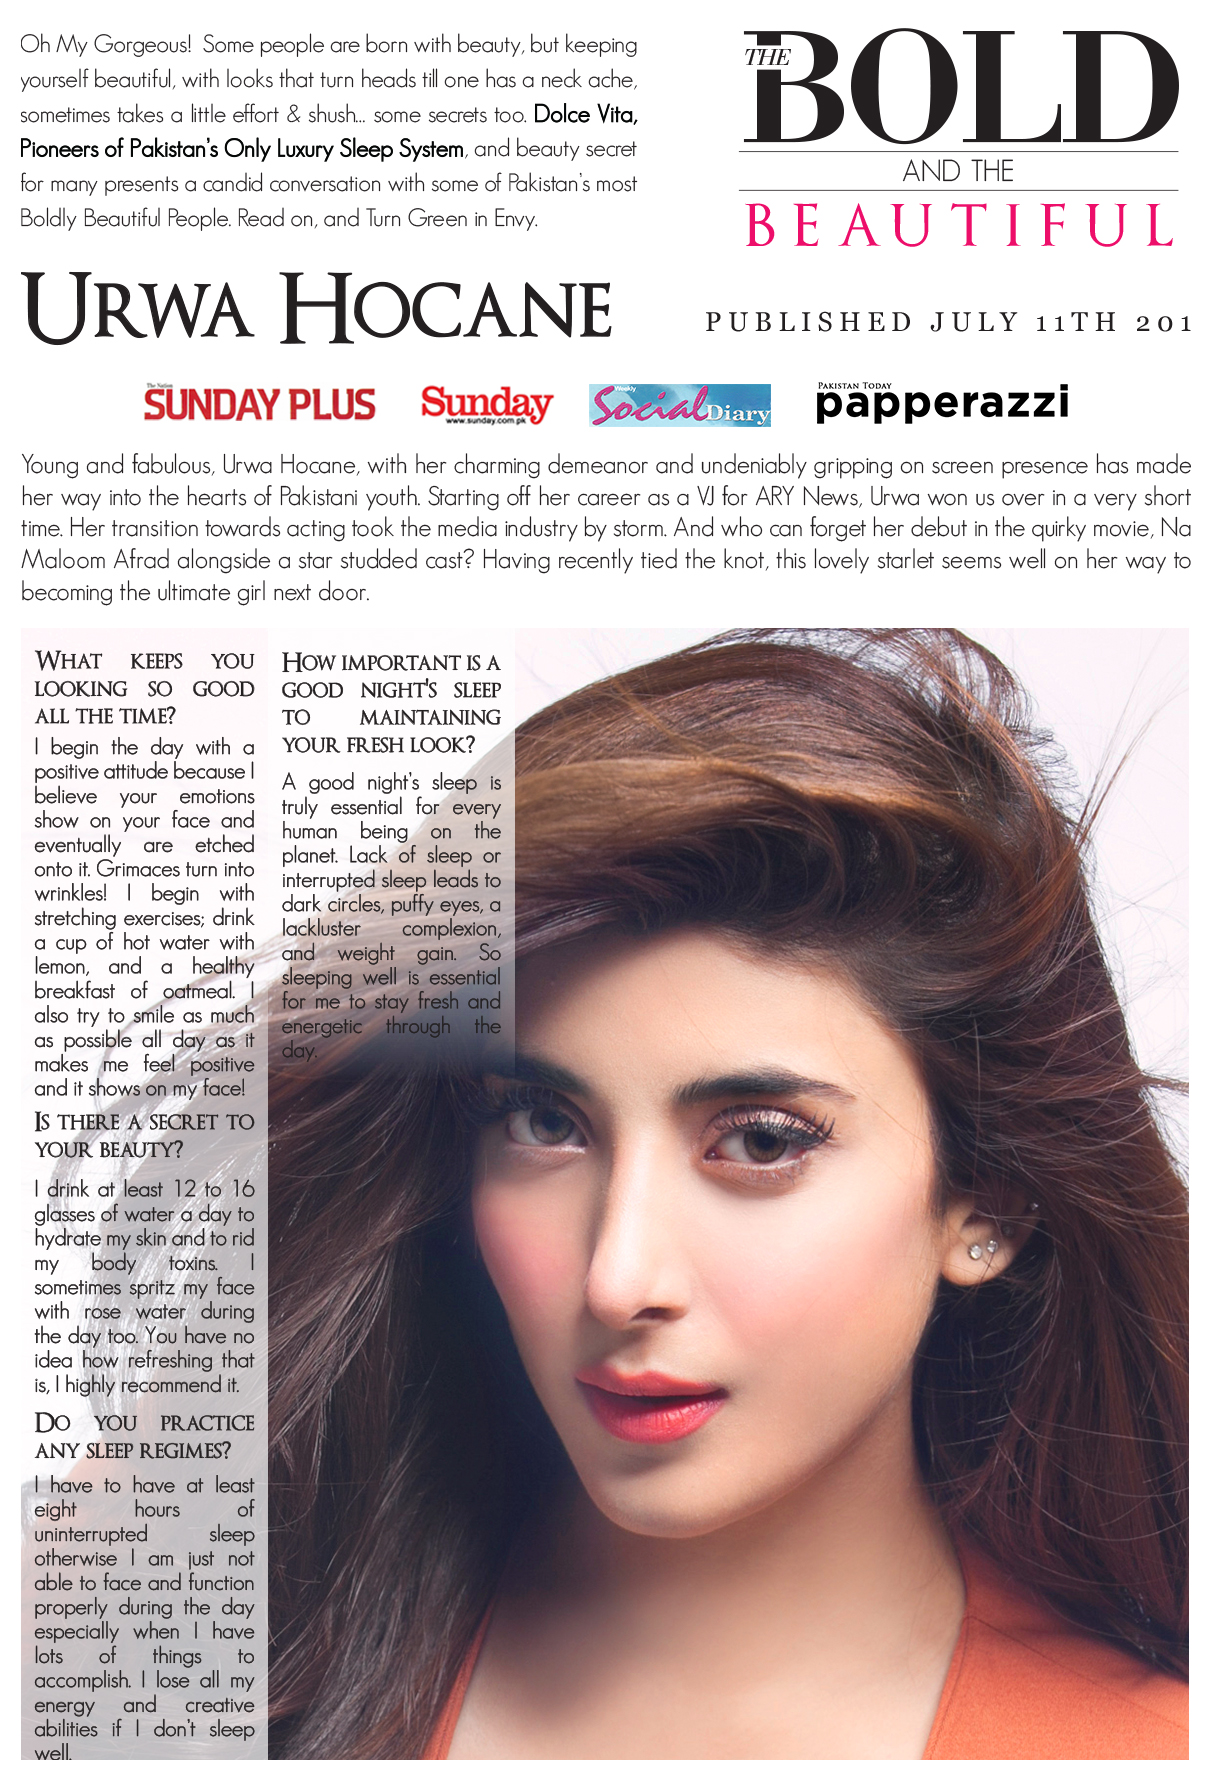 Oh My Gorgeous! Some people are born with beauty, but keeping
yourself beautiful, with looks that turn heads till one has a neck ache,
sometimes takes a little effort & shush... some secrets too. Dolce Vita,
Pioneers of Pakistan's Only Luxury Sleep System, and beauty secret
for many presents a candid conversation with some of Pakistan's most
Boldly Beautiful People. Read on, and Turn Green in Envy.
THE BOLD
AND THE
BEAUTIFUL
URWA HOCANE
PUBLISHED JULY 11TH 201
The Nation
SUNDAY PLUS
Sunday
www.sunday.com.pk
Weekly
Social Diary
PAKISTAN TODAY
papperazzi
Young and fabulous, Urwa Hocane, with her charming demeanor and undeniably gripping on screen presence has made
her way into the hearts of Pakistani youth. Starting off her career as a VJ for ARY News, Urwa won us over in a very short
time. Her transition towards acting took the media industry by storm. And who can forget her debut in the quirky movie, Na
Maloom Afrad alongside a star studded cast? Having recently tied the knot, this lovely starlet seems well on her way to
becoming the ultimate girl next door.
WHAT KEEPS YOU
LOOKING SO GOOD
ALL THE TIME?
I begin the day with a
positive attitude because I
believe your emotions
show on your face and
eventually are etched
onto it. Grimaces turn into
wrinkles! I begin with
stretching exercises; drink
a cup of hot water with
lemon, and a healthy
breakfast of oatmeal. I
also try to smile as much
as possible all day as it
makes me feel positive
and it shows on my face!
IS THERE A SECRET TO
YOUR BEAUTY?
I drink at least 12 to 16
glasses of water a day to
hydrate my skin and to rid
my body toxins. I
sometimes spritz my face
with rose water during
the day too. You have no
idea how refreshing that
is, I highly recommend it.
DO YOU PRACTICE
ANY SLEEP REGIMES?
I have to have at least
eight hours of
uninterrupted sleep
otherwise I am just not
able to face and function
properly during the day
especially when I have
lots of things to
accomplish. I lose all my
energy and creative
abilities if I don't sleep
well.
HOW IMPORTANT IS A
GOOD NIGHT'S SLEEP
TO MAINTAINING
YOUR FRESH LOOK?
A good night's sleep is
truly essential for every
human being on the
planet. Lack of sleep or
interrupted sleep leads to
dark circles, puffy eyes, a
lackluster complexion,
and weight gain. So
sleeping well is essential
for me to stay fresh and
energetic through the
day.